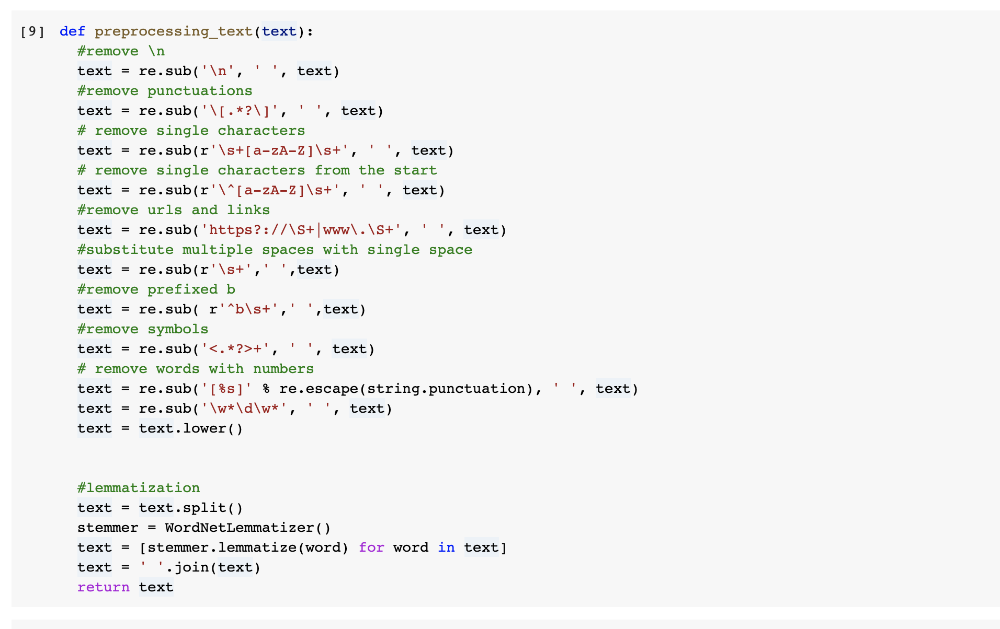 [9] def preprocessing_text(text):
#remove \n
text = re.sub('\n', ' ', text)
#remove punctuations
text = re.sub('\[.*?\]', ' ', text)
# remove single characters
text = re.sub(r'\s+[a-zA-Z]\s+', ' ', text)
# remove single characters from the start
text = re.sub(r'\^[a-zA-Z]\s+', ' ', text)
#remove urls and links
text = re.sub('https?://\S+|www\.\S+', ' ', text)
#substitute multiple spaces with single space
text = re.sub(r'\s+',' ',text)
#remove prefixed b
text = re.sub( r'^b\s+',' ',text)
#remove symbols
text = re.sub('<.*?>+', ' ', text)
# remove words with numbers
text = re.sub('[%s]' % re.escape(string.punctuation), ' ', text)
text = re.sub('\w*\d\w*', ' ', text)
text = text.lower()
#lemmatization
text = text.split()
stemmer = WordNetLemmatizer()
text = [stemmer.lemmatize(word) for word in text]
text = ' '.join(text)
return text